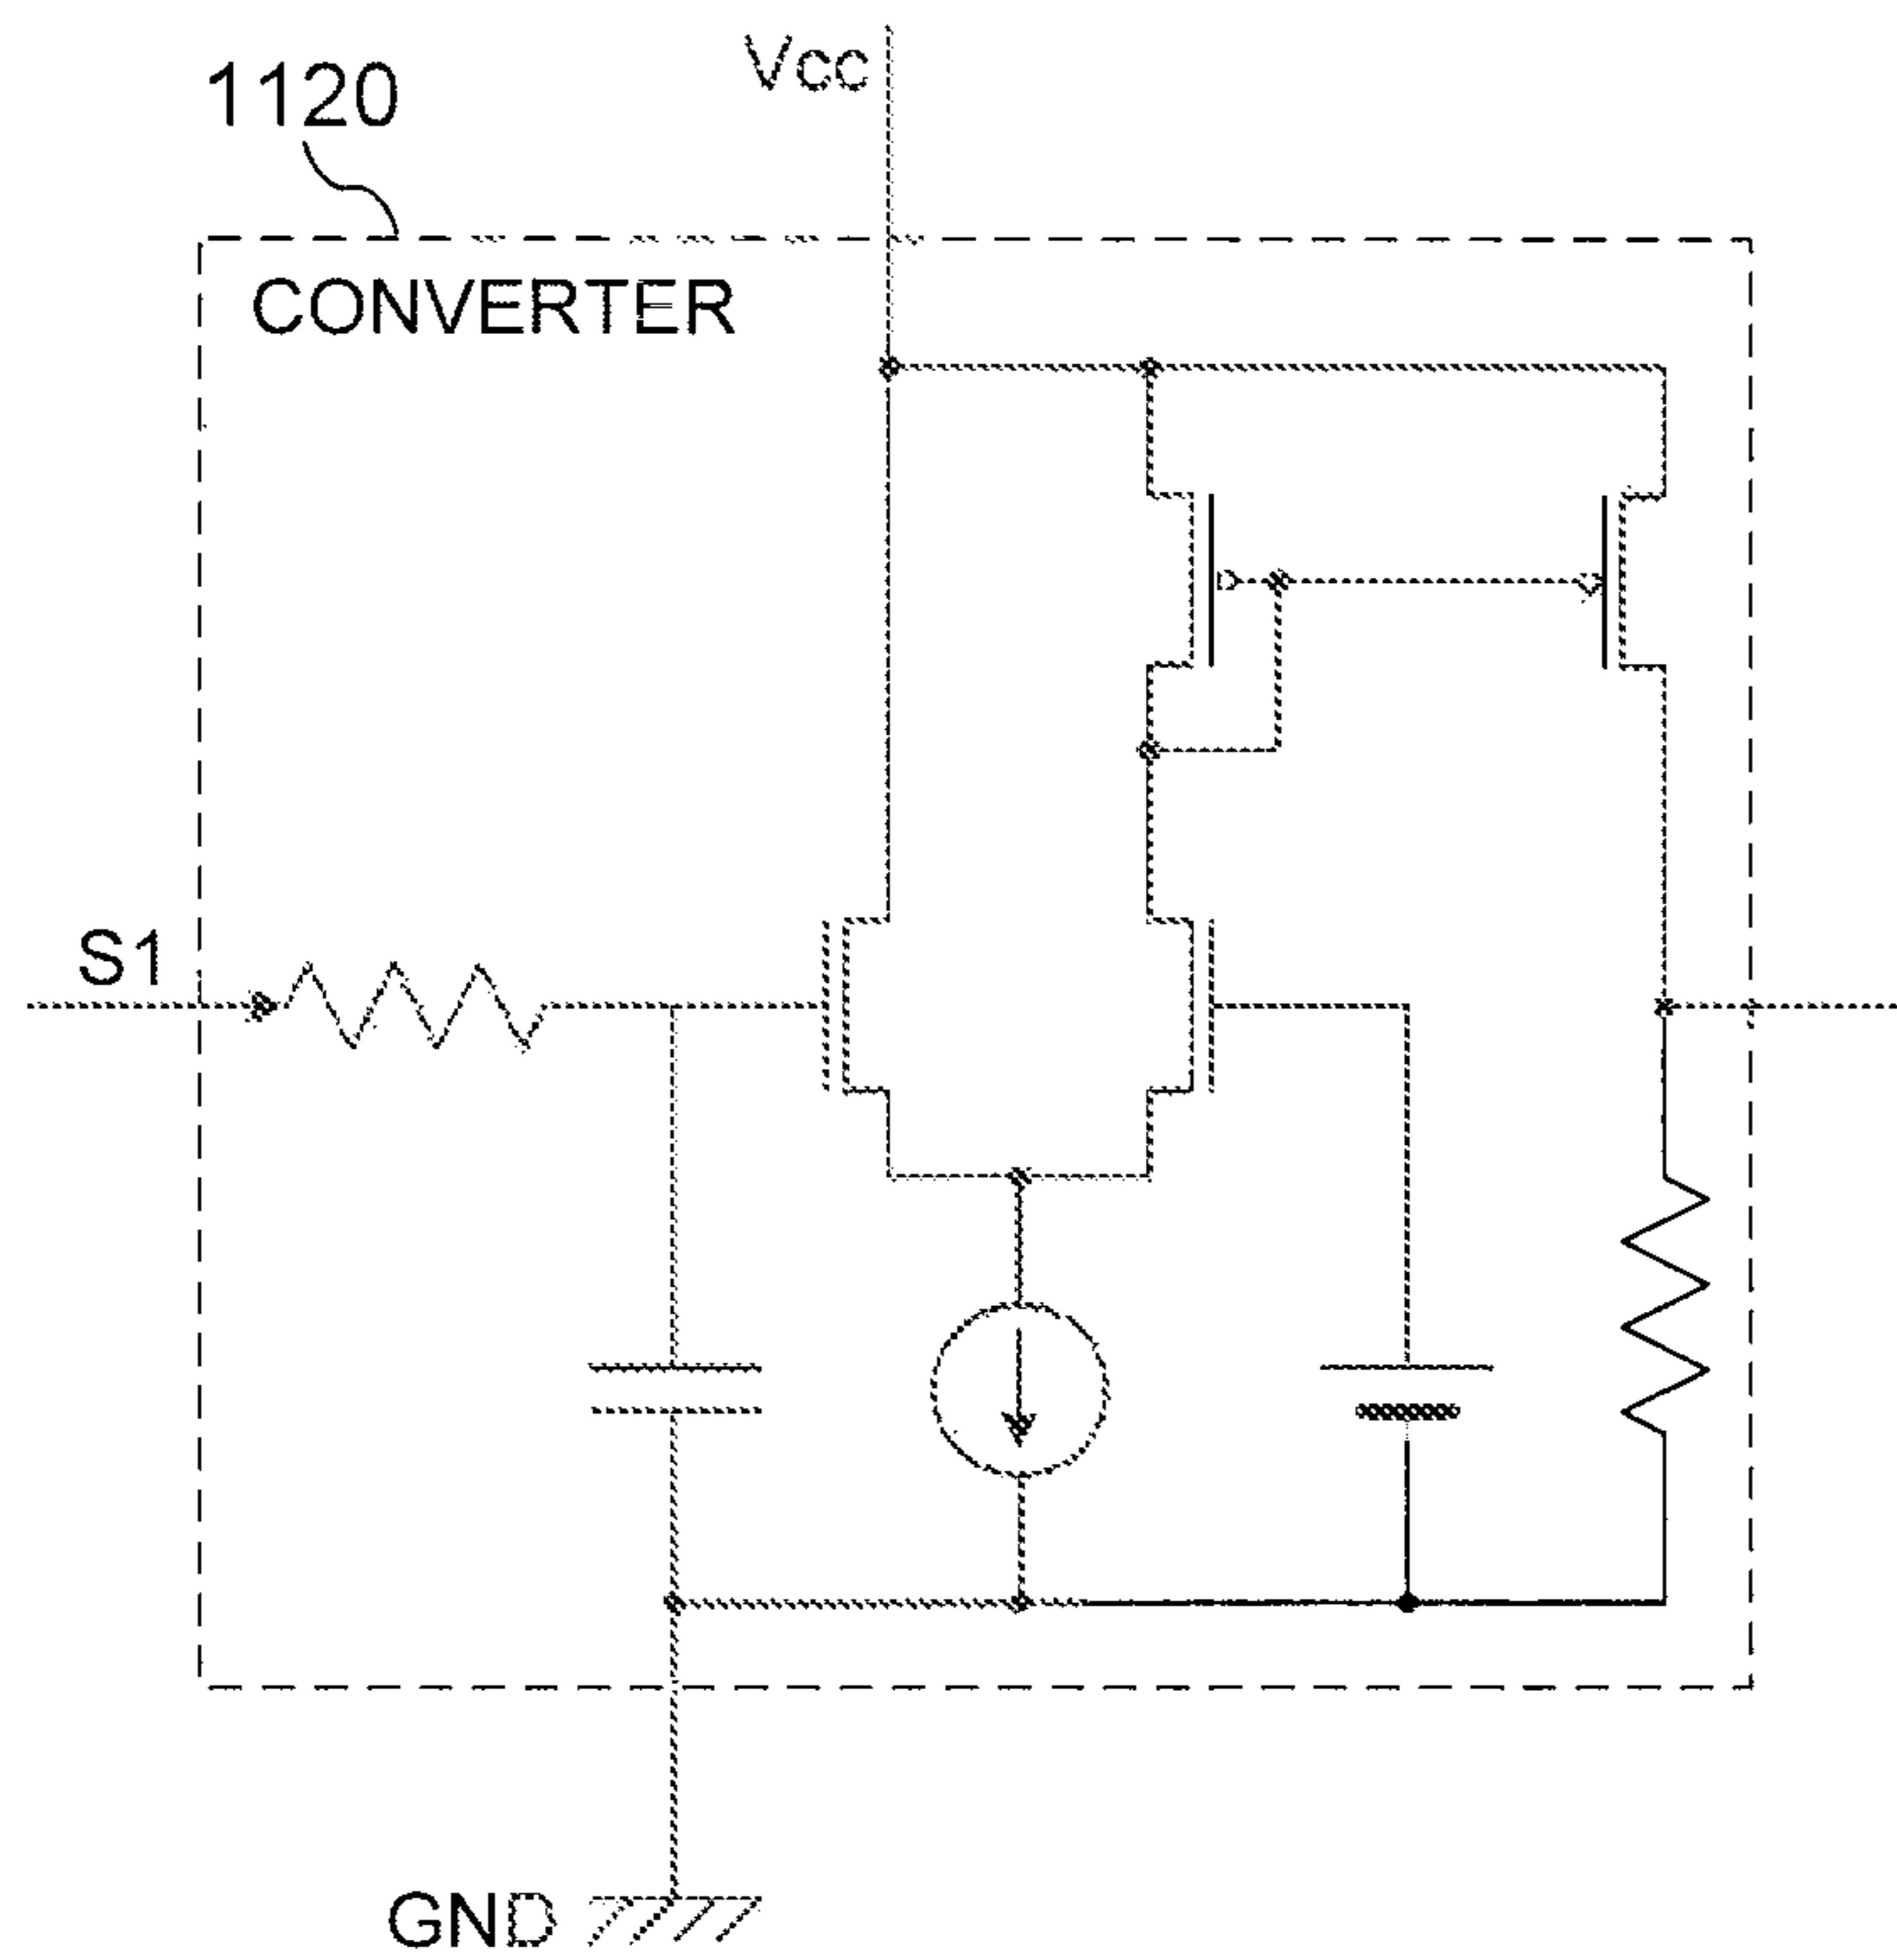 Vcc
1120
CONVERTER
S1
GND